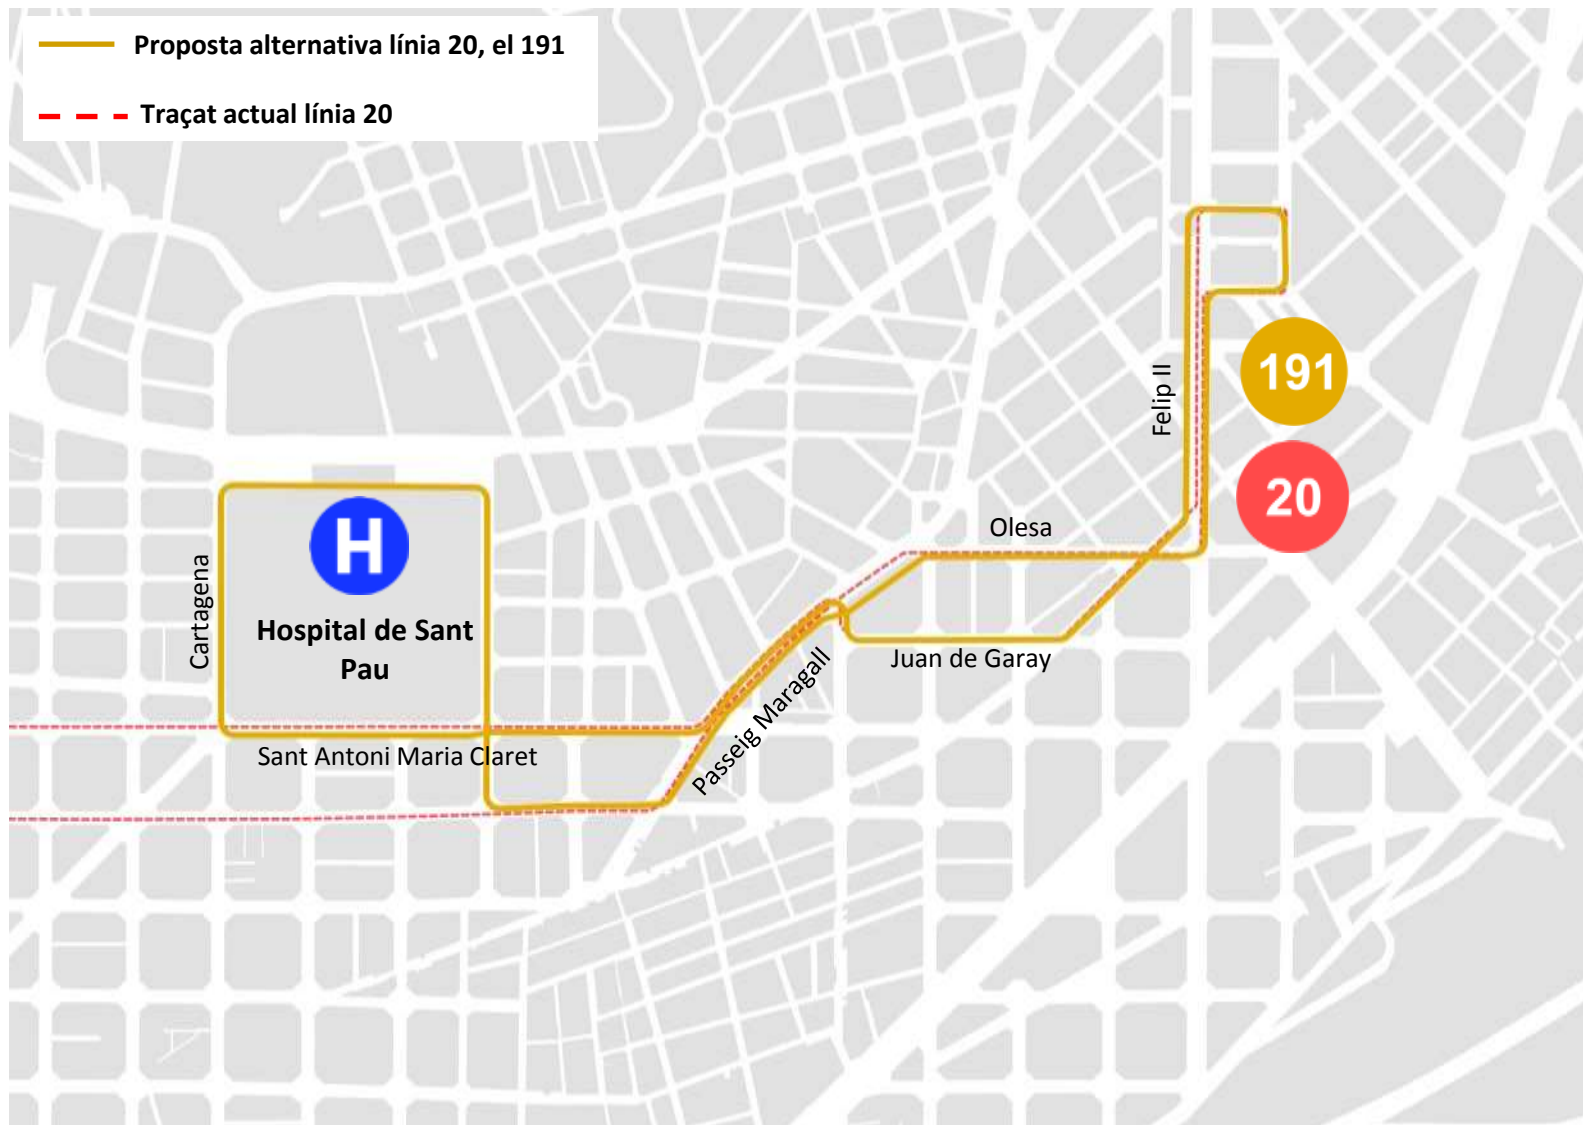 Proposta alternativa línia 20, el 191
Traçat actual línia 20
191
Felip II
20
Olesa
H
Cartagena
Hospital de Sant
Pau
Juan de Garay
Passeig Maragall
Sant Antoni Maria Claret